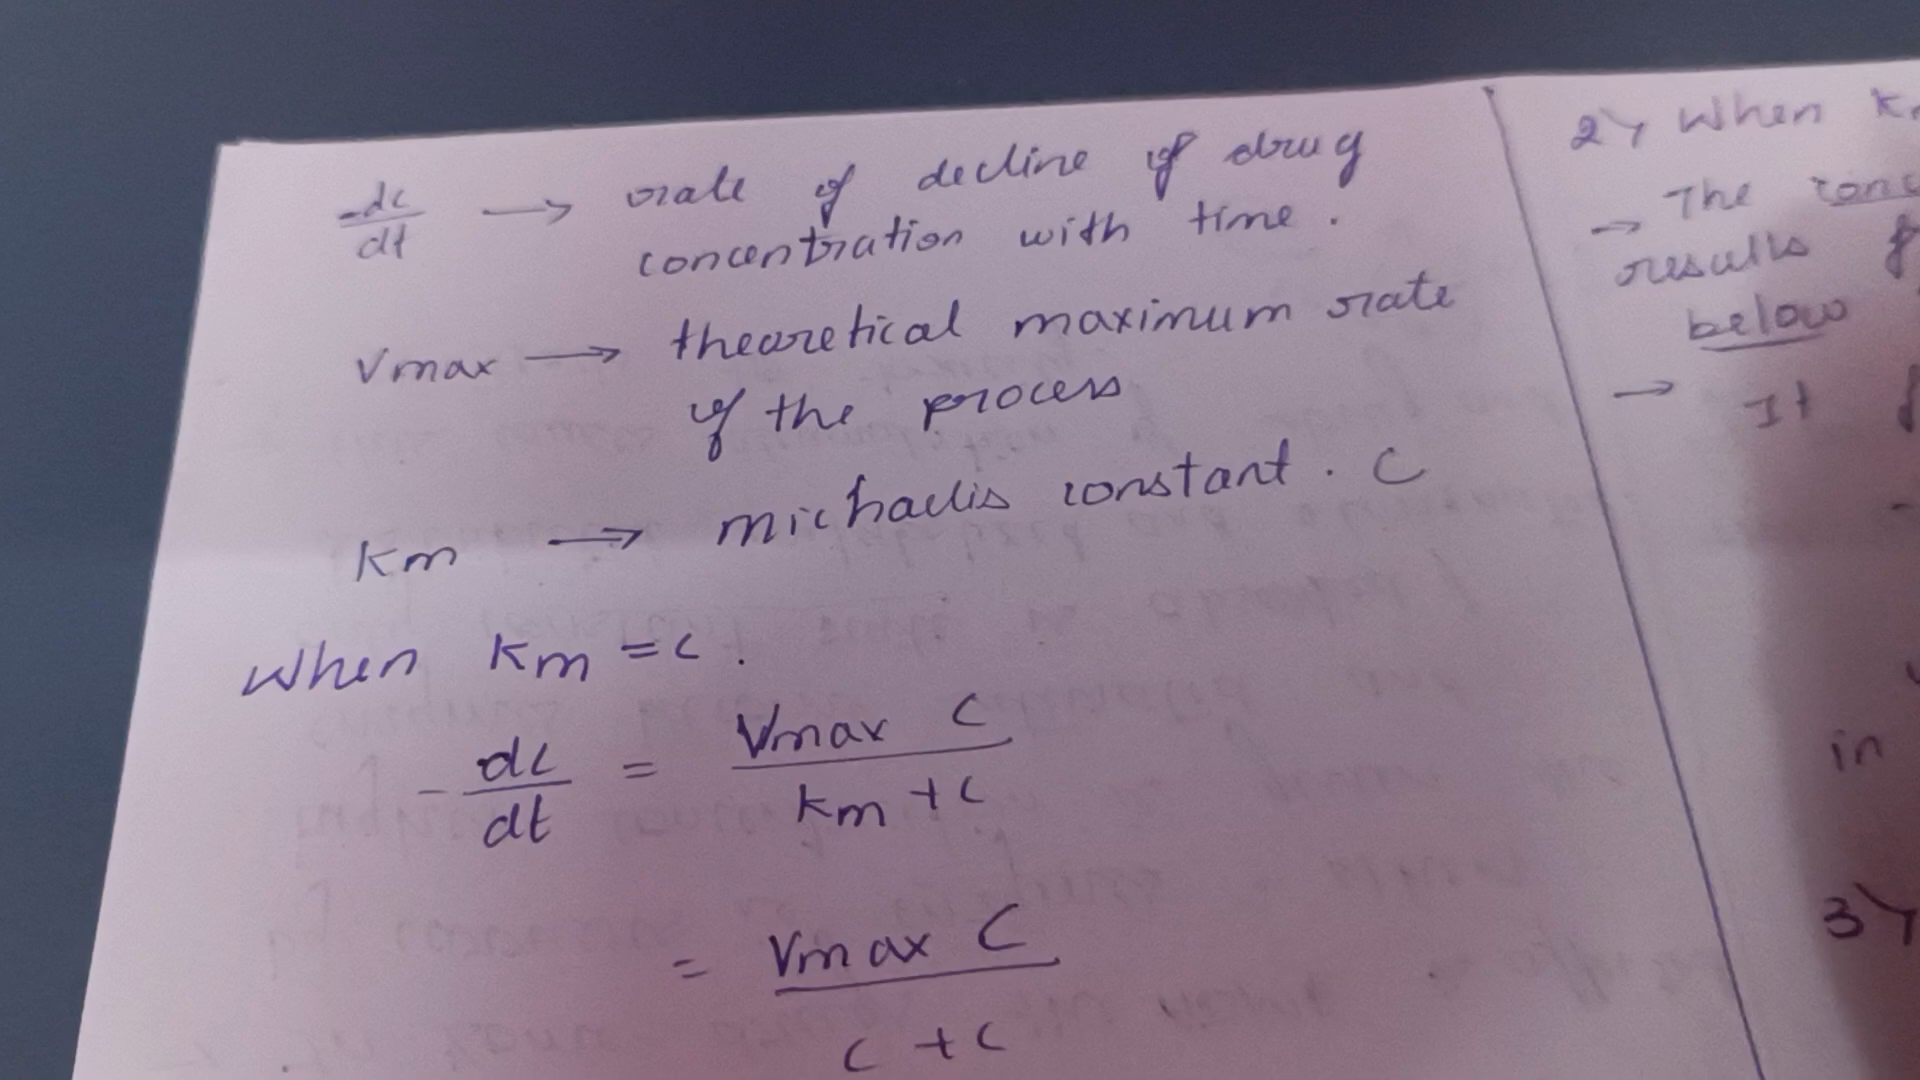 -dc/dt → rate of decline of drug
concentration with time.
Vmax → theoretical maximum rate
of the process
Km → michaelis constant. C
When Km = C.
- dc/dt = Vmax C / Km + C
= Vmax C / C + C
2) When
→ The
results
below
→ It
in
3)